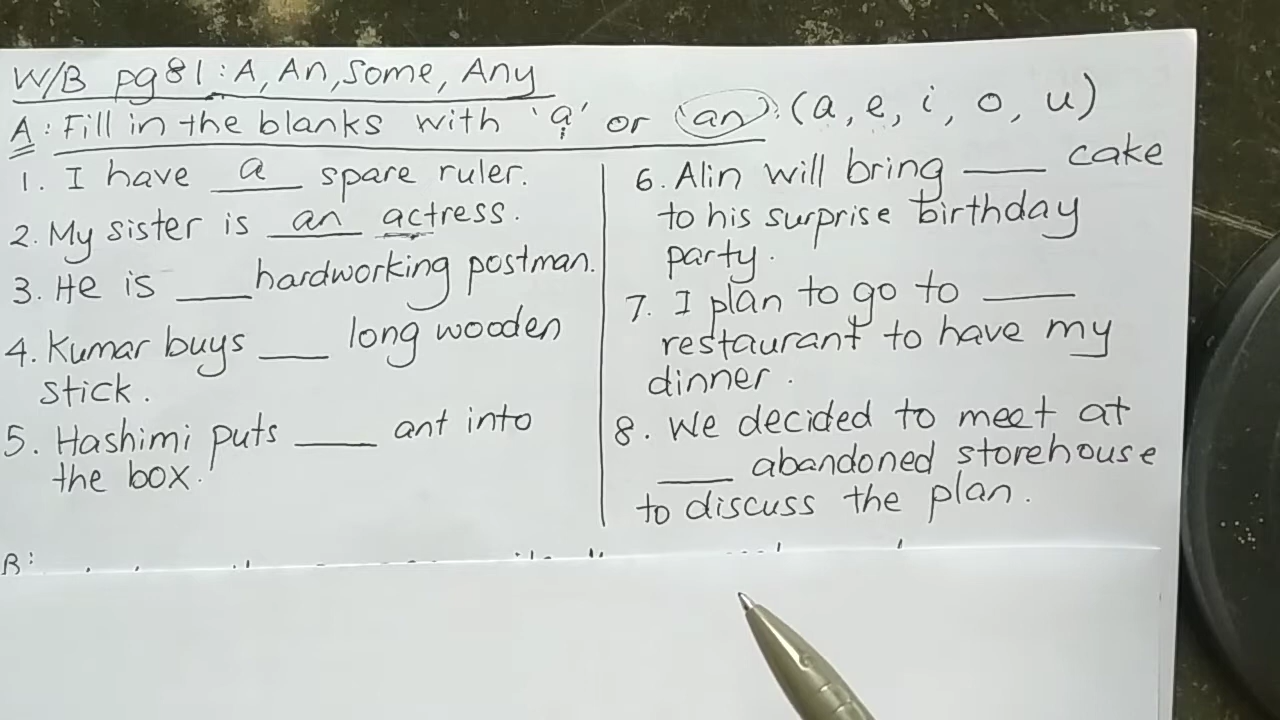 W/B pg81: A, An, Some, Any
A: Fill in the blanks with 'a' or 'an': (a, e, i, o, u)
1. I have a spare ruler.
2. My sister is an actress.
3. He is ___ hardworking postman.
4. Kumar buys ___ long wooden
stick.
5. Hashimi puts ___ ant into
the box.
6. Alin will bring ___ cake
to his surprise birthday
party.
7. I plan to go to ___
restaurant to have my
dinner.
8. We decided to meet at
___ abandoned storehouse
to discuss the plan.
B: